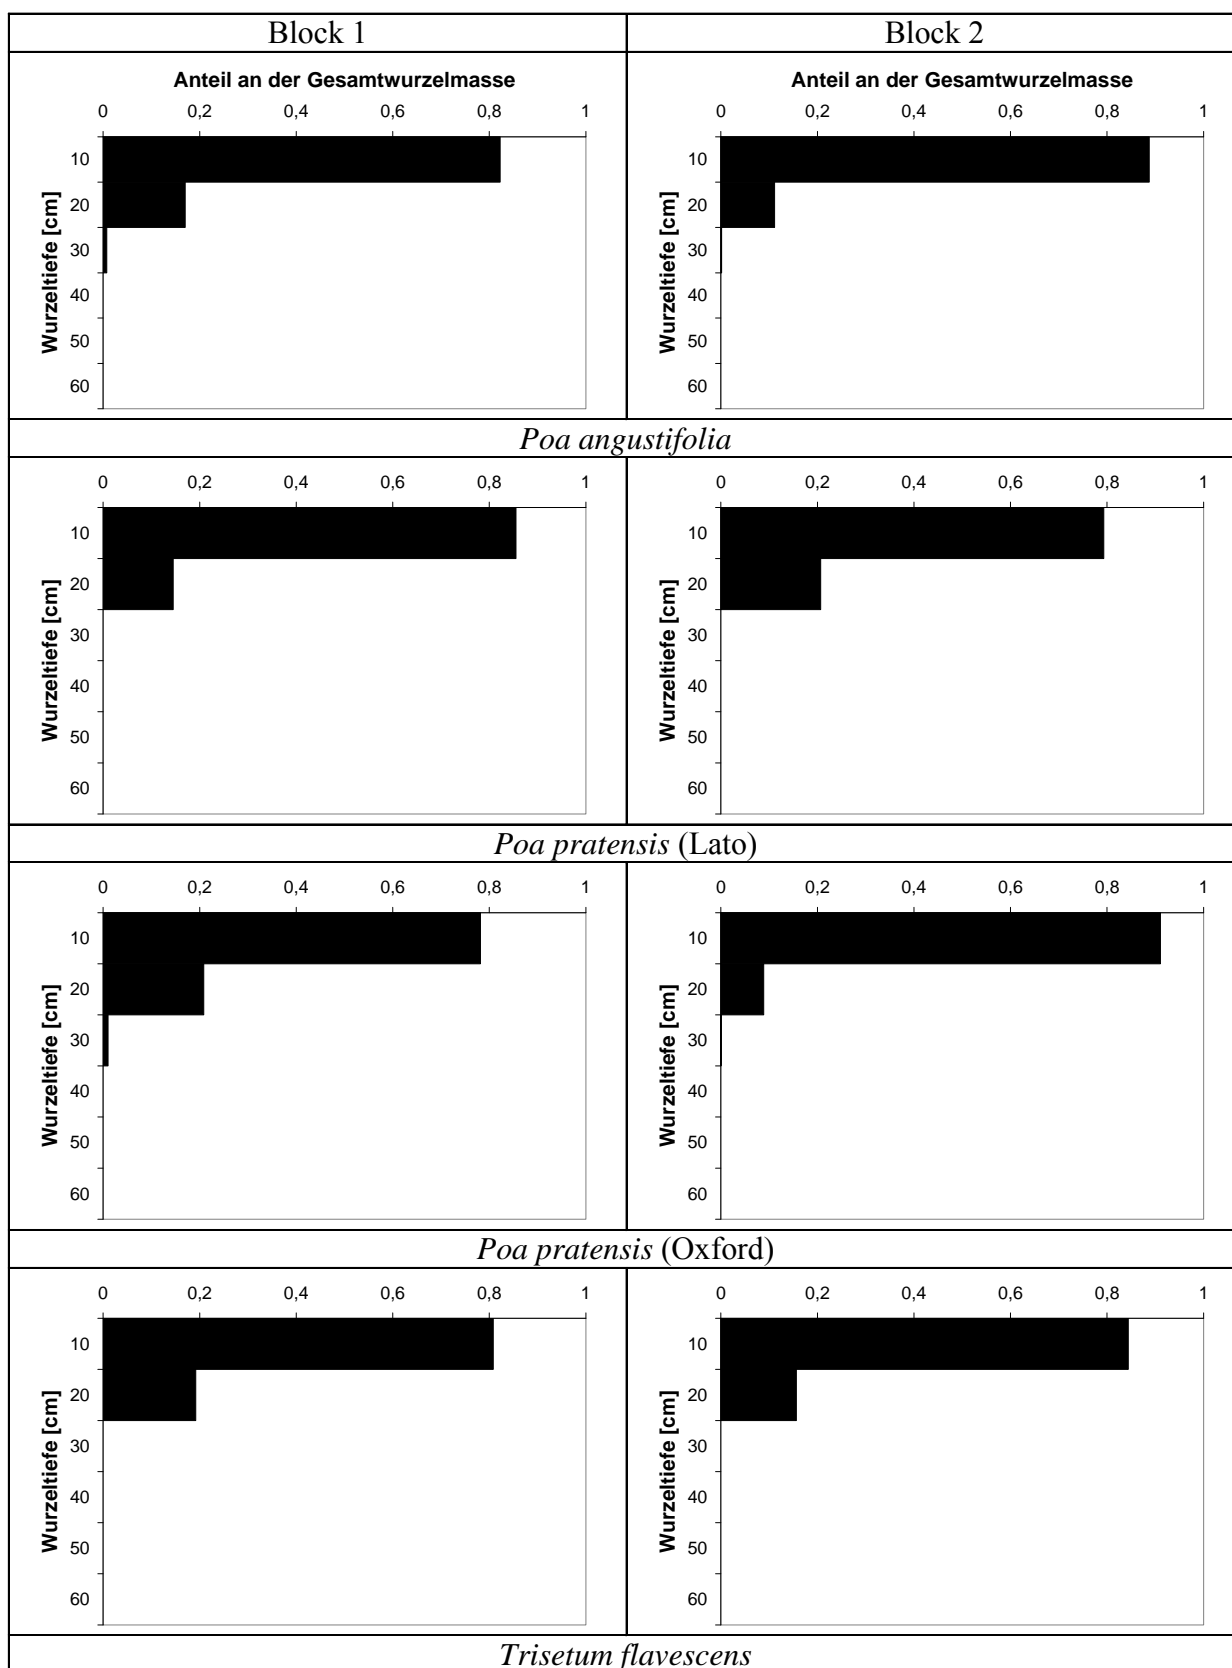 Block 1 Block 2
Anteil an der Gesamtwurzelmasse Anteil an der Gesamtwurzelmasse
0 0,2 0,4 0,6 0,8 1 0 0,2 0,4 0,6 0,8 1
Wurzeltiefe [cm] Wurzeltiefe [cm]
10 10
20 20
30 30
40 40
50 50
60 60
Poa angustifolia
0 0,2 0,4 0,6 0,8 1 0 0,2 0,4 0,6 0,8 1
Wurzeltiefe [cm] Wurzeltiefe [cm]
10 10
20 20
30 30
40 40
50 50
60 60
Poa pratensis (Lato)
0 0,2 0,4 0,6 0,8 1 0 0,2 0,4 0,6 0,8 1
Wurzeltiefe [cm] Wurzeltiefe [cm]
10 10
20 20
30 30
40 40
50 50
60 60
Poa pratensis (Oxford)
0 0,2 0,4 0,6 0,8 1 0 0,2 0,4 0,6 0,8 1
Wurzeltiefe [cm] Wurzeltiefe [cm]
10 10
20 20
30 30
40 40
50 50
60 60
Trisetum flavescens